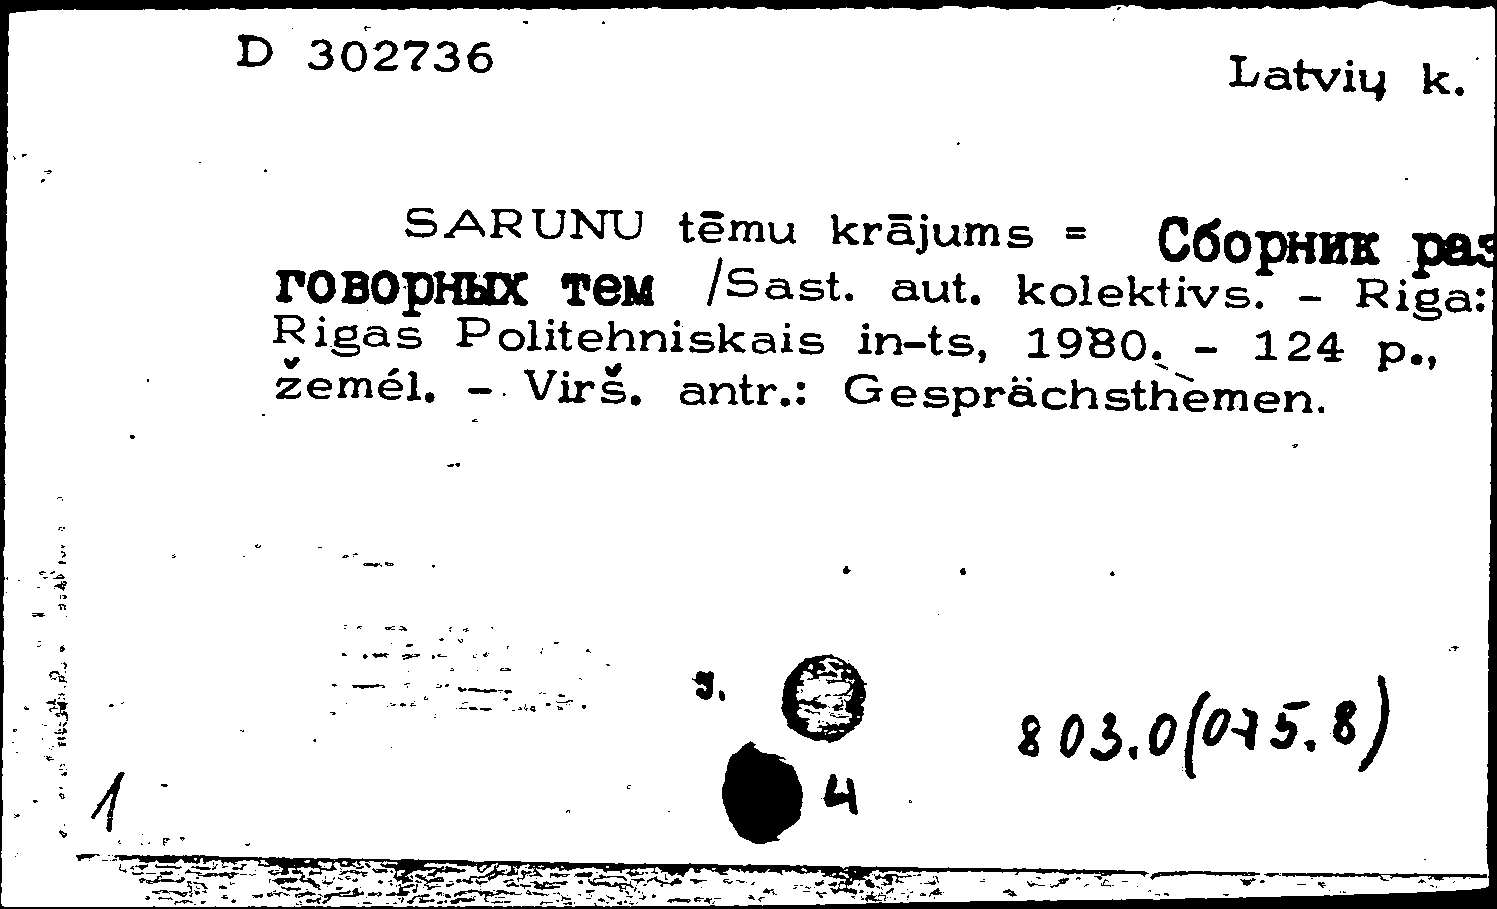 D 302736
Latvių k.
SARUNU tēmu krājums = Сборник раз
говорных тем /Sast. aut. kolektivs. - Riga:
Rigas Politehniskais in-ts, 1980. - 124 p.,
žemél. - Virš. antr.: Gesprächsthemen.
803.0(075.8)
4
1